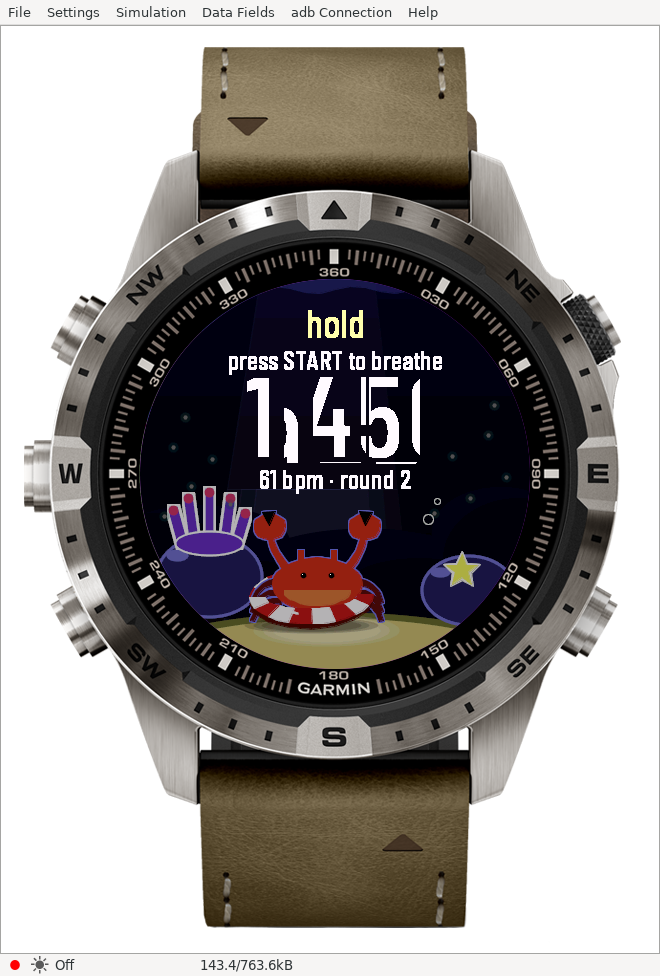 File Settings Simulation Data Fields adb Connection Help
360
330 030
NW NE
300 060
hold
press START to breathe
61 bpm · round 2
W 270 090 E
240 120
SW SE
210 150
180
GARMIN
S
Off 143.4/763.6kB